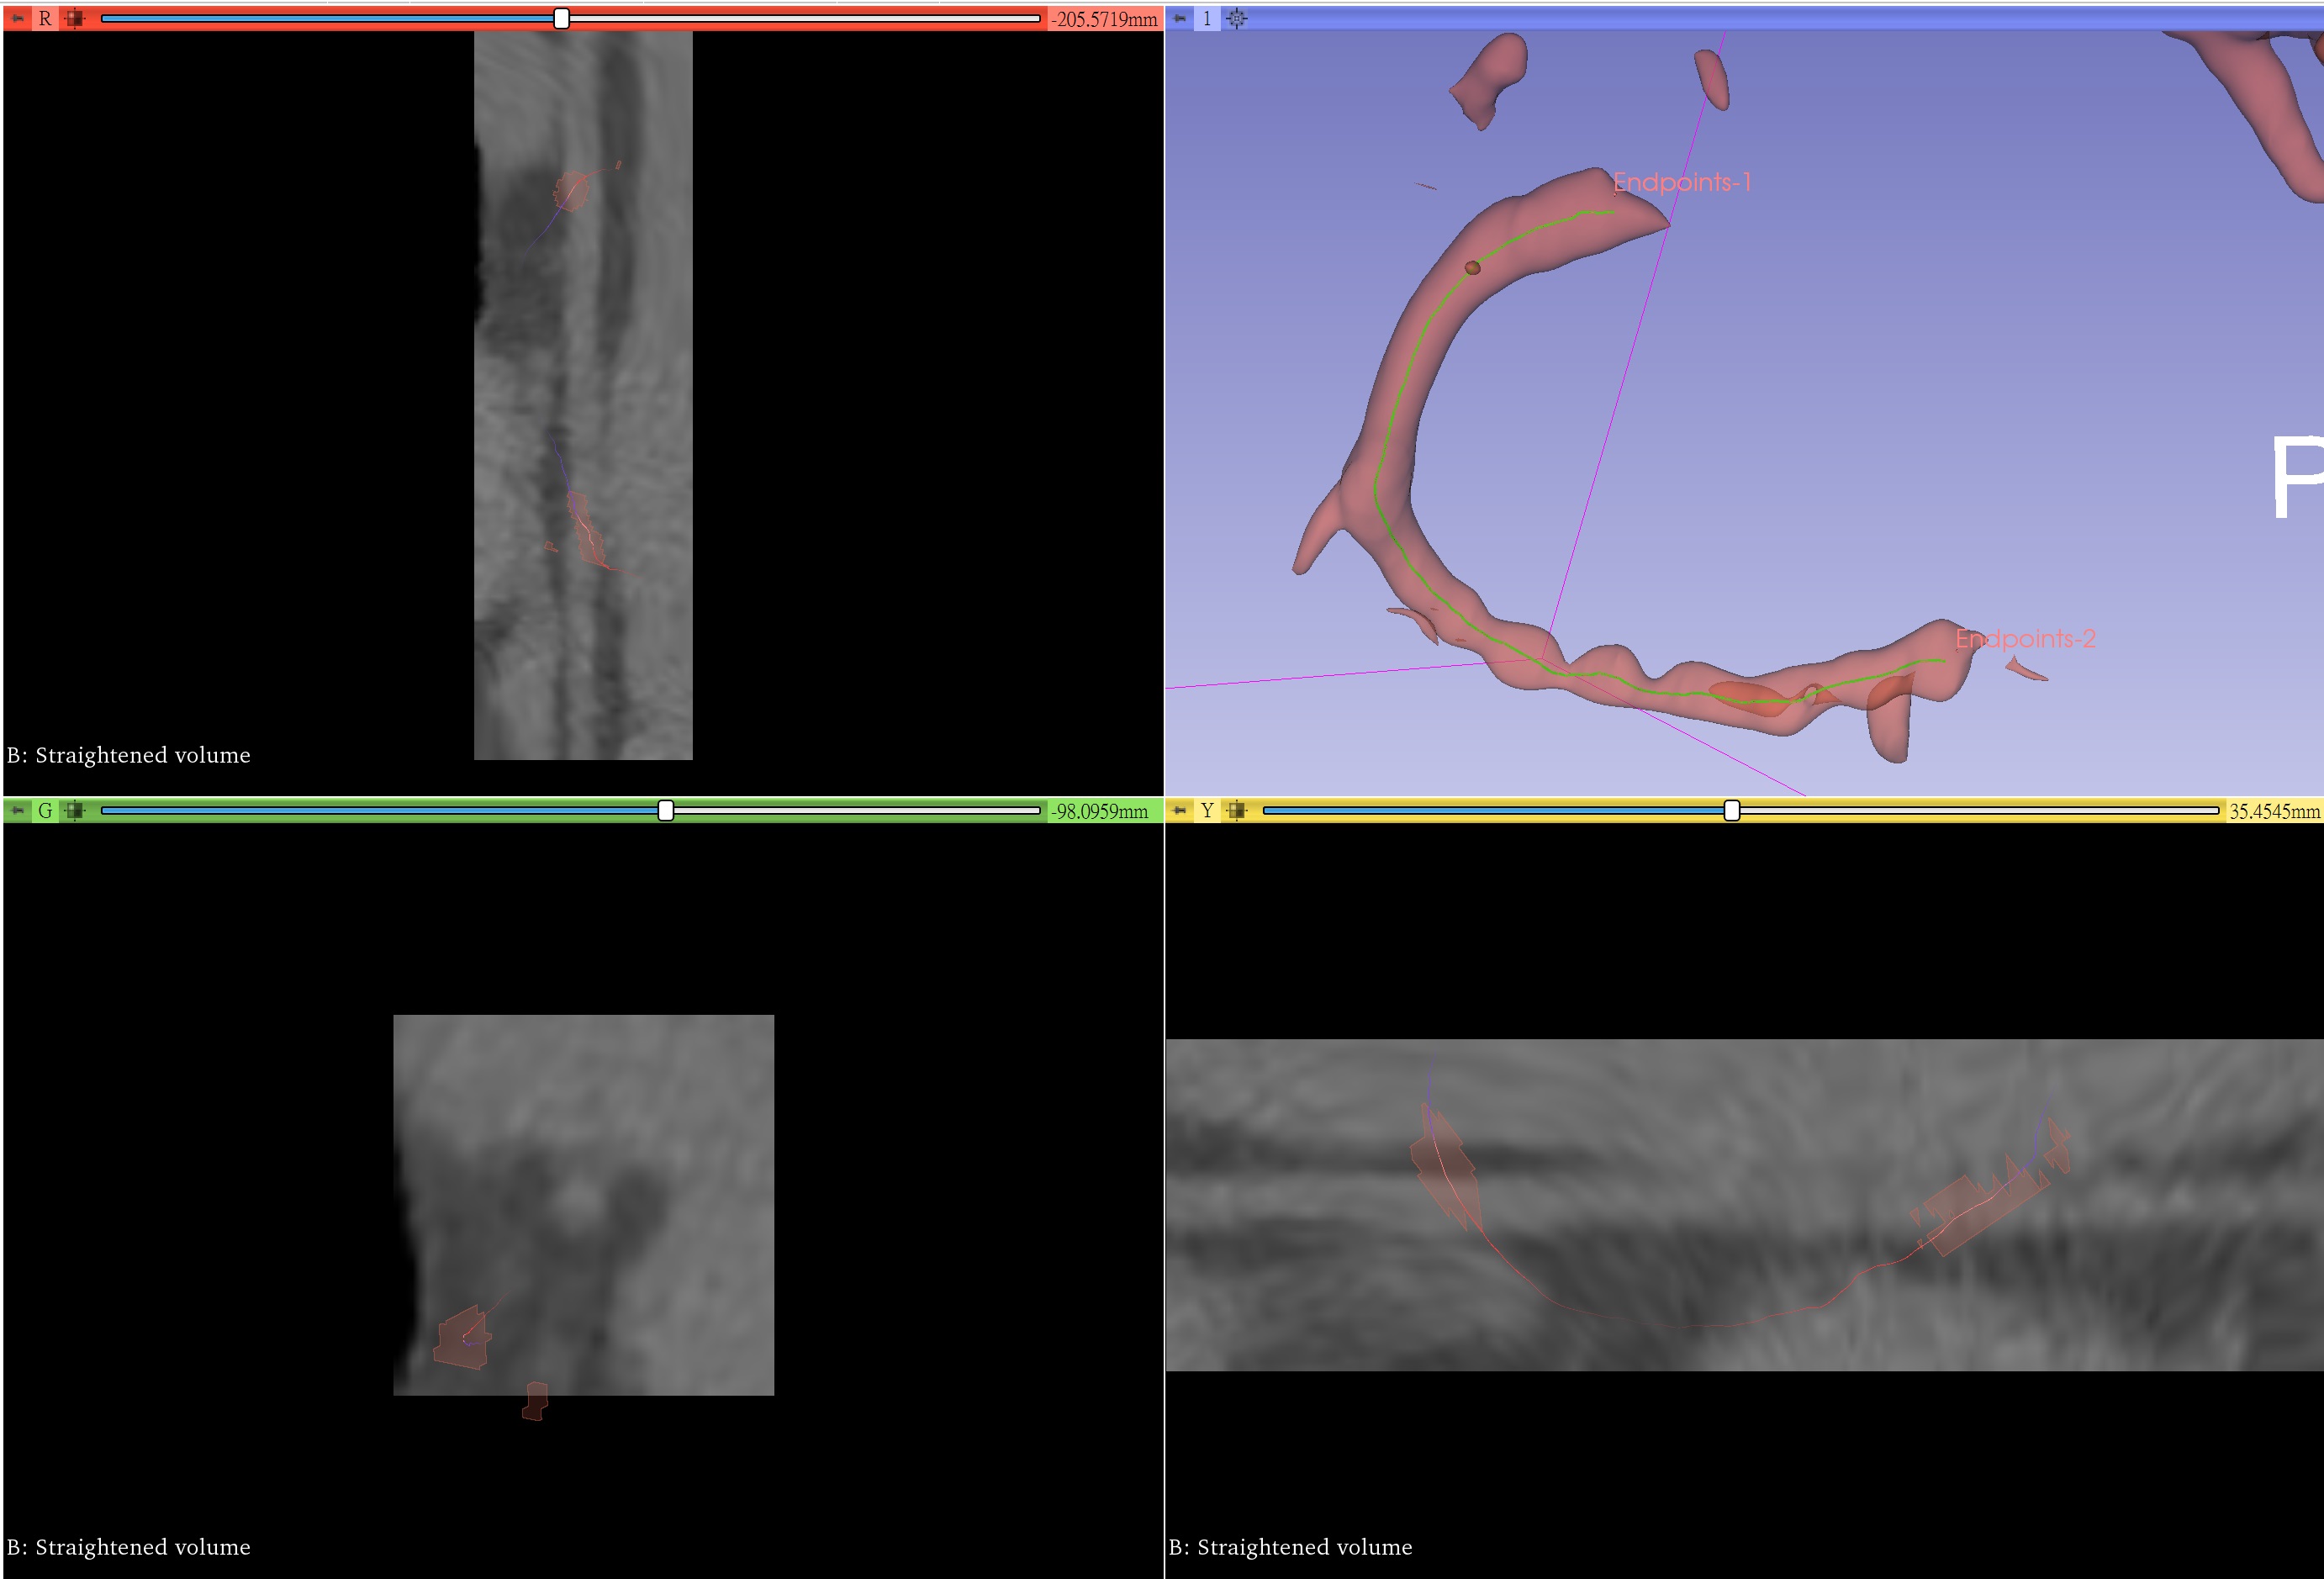 R
-205.5719mm
1
Endpoints-1
P
Endpoints-2
B: Straightened volume
G
-98.0959mm
Y
35.4545mm
B: Straightened volume
B: Straightened volume